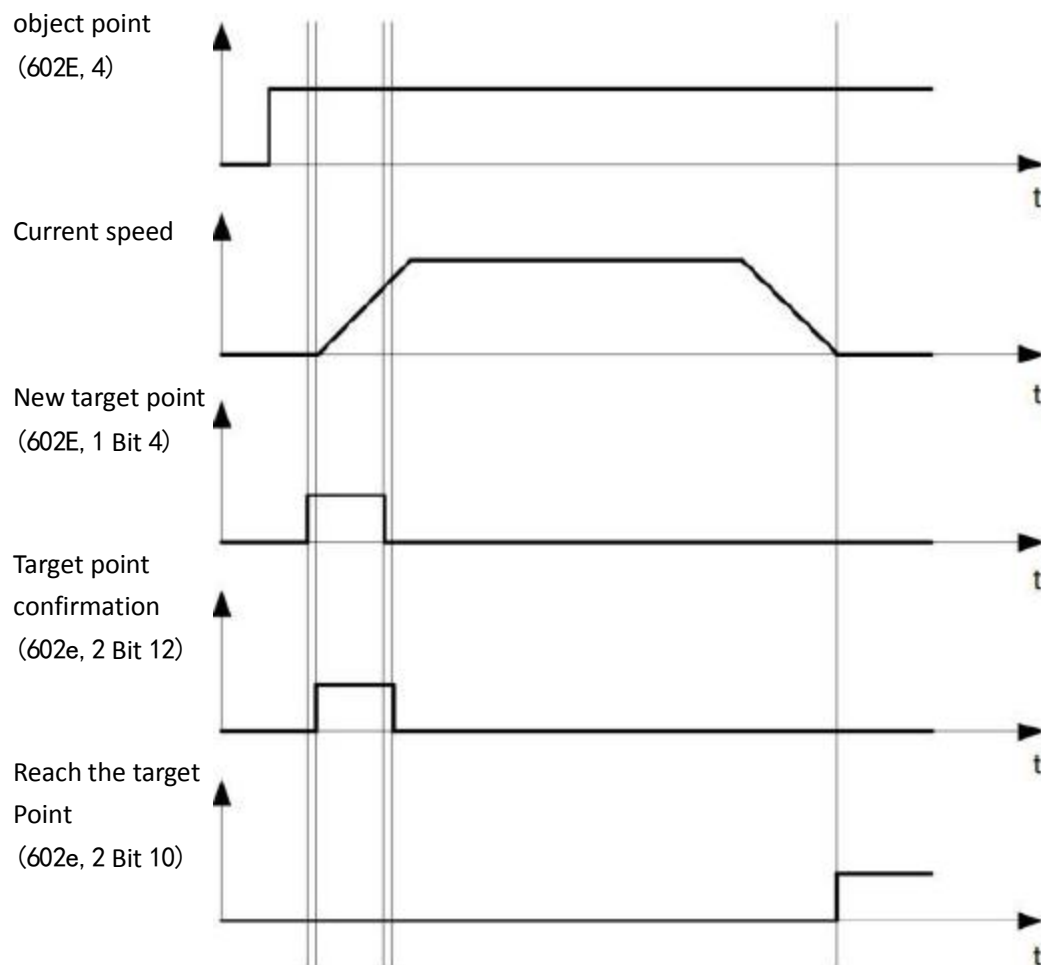 object point
(602E, 4)
t
Current speed
t
New target point
(602E, 1 Bit 4)
t
Target point
confirmation
(602e, 2 Bit 12)
t
Reach the target
Point
(602e, 2 Bit 10)
t